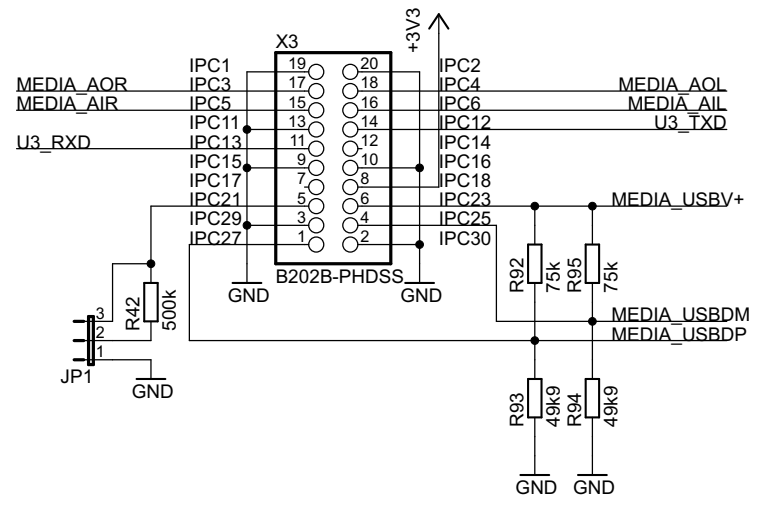 X3
+3V3
IPC1 19 20 IPC2
MEDIA_AOR IPC3 17 18 IPC4 MEDIA_AOL
MEDIA_AIR IPC5 15 16 IPC6 MEDIA_AIL
IPC11 13 14 IPC12 U3_TXD
U3_RXD IPC13 11 12 IPC14
IPC15 9 10 IPC16
IPC17 7 8 IPC18
IPC21 5 6 IPC23 MEDIA_USBV+
IPC29 3 4 IPC25
IPC27 1 2 IPC30
B202B-PHDSS
GND
GND
R92
75k
R95
75k
R42
500k
3
2
1
JP1
GND
MEDIA_USBDM
MEDIA_USBDP
R93
49k9
R94
49k9
GND
GND